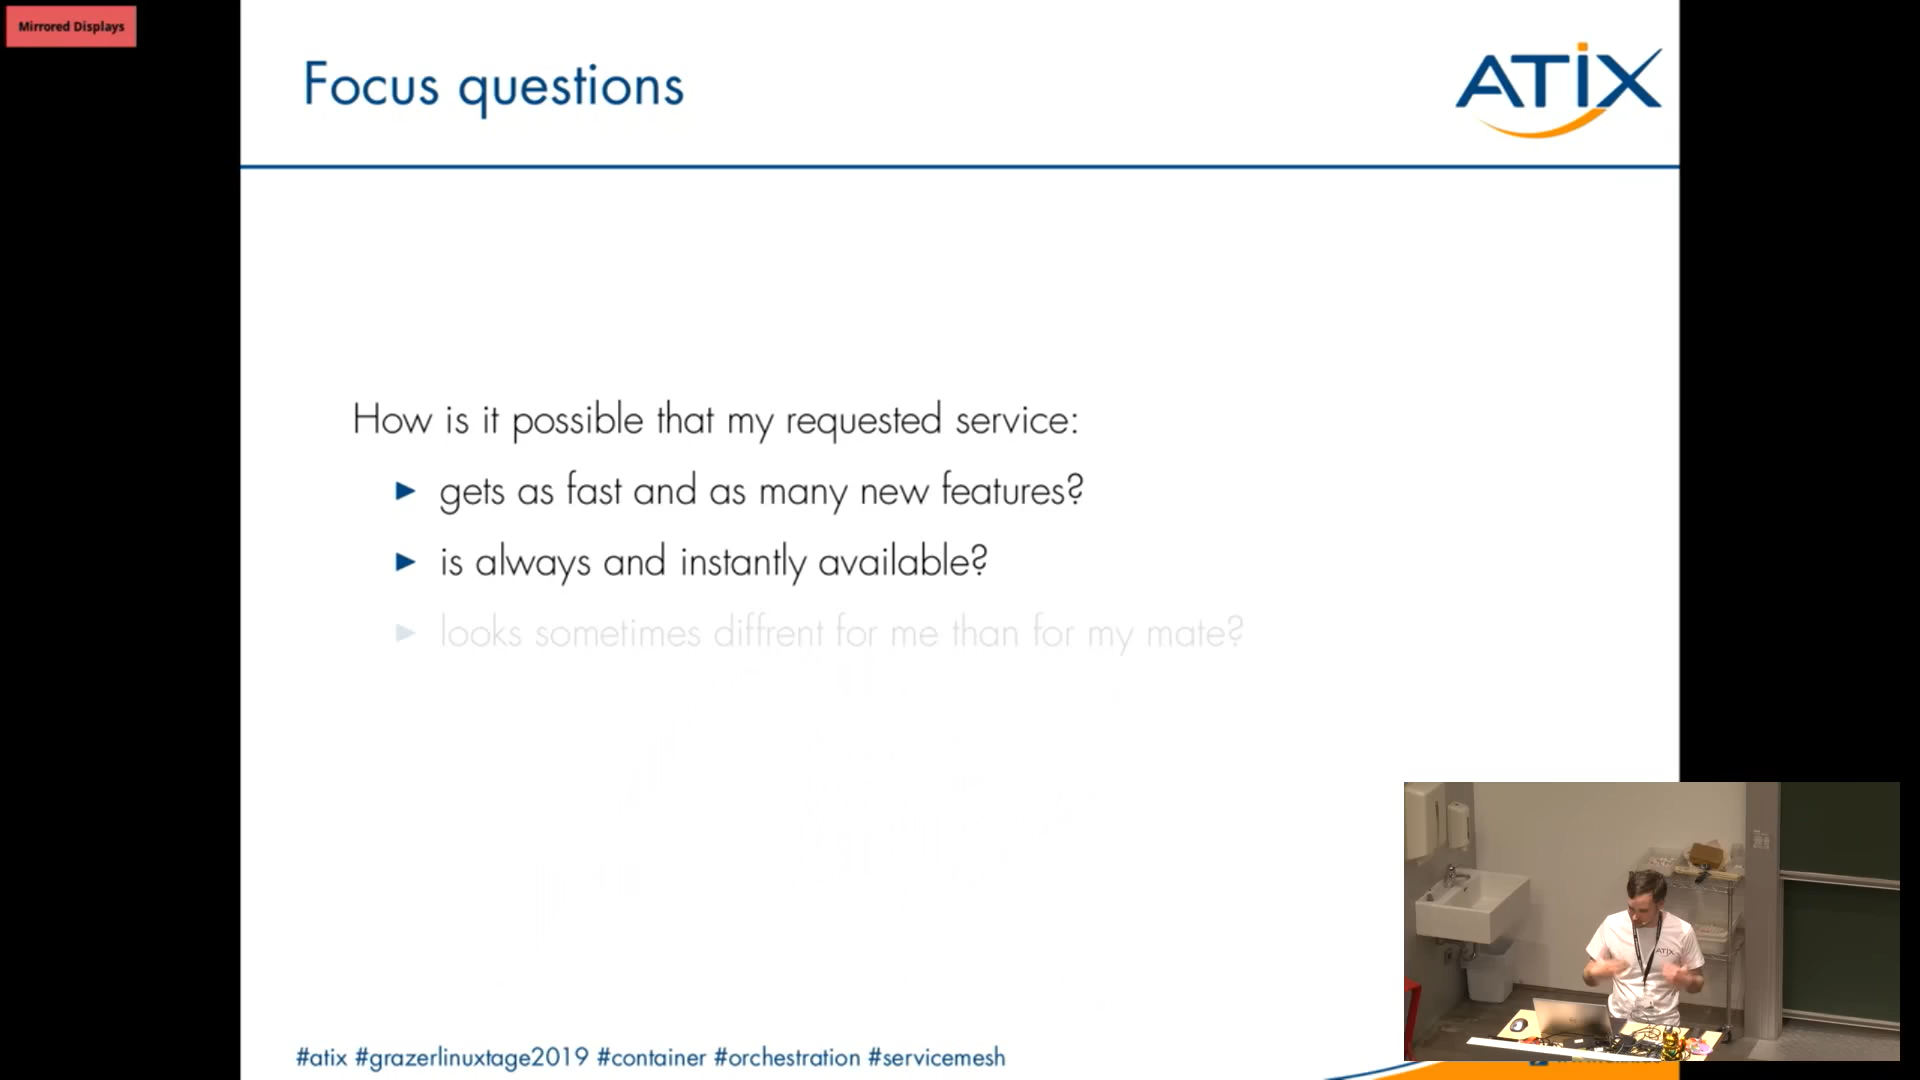 Mirrored Displays
Focus questions
ATIX
How is it possible that my requested service:
gets as fast and as many new features?
is always and instantly available?
looks sometimes diffrent for me than for my mate?
ATIX
#atix #grazerlinuxtage2019 #container #orchestration #servicemesh